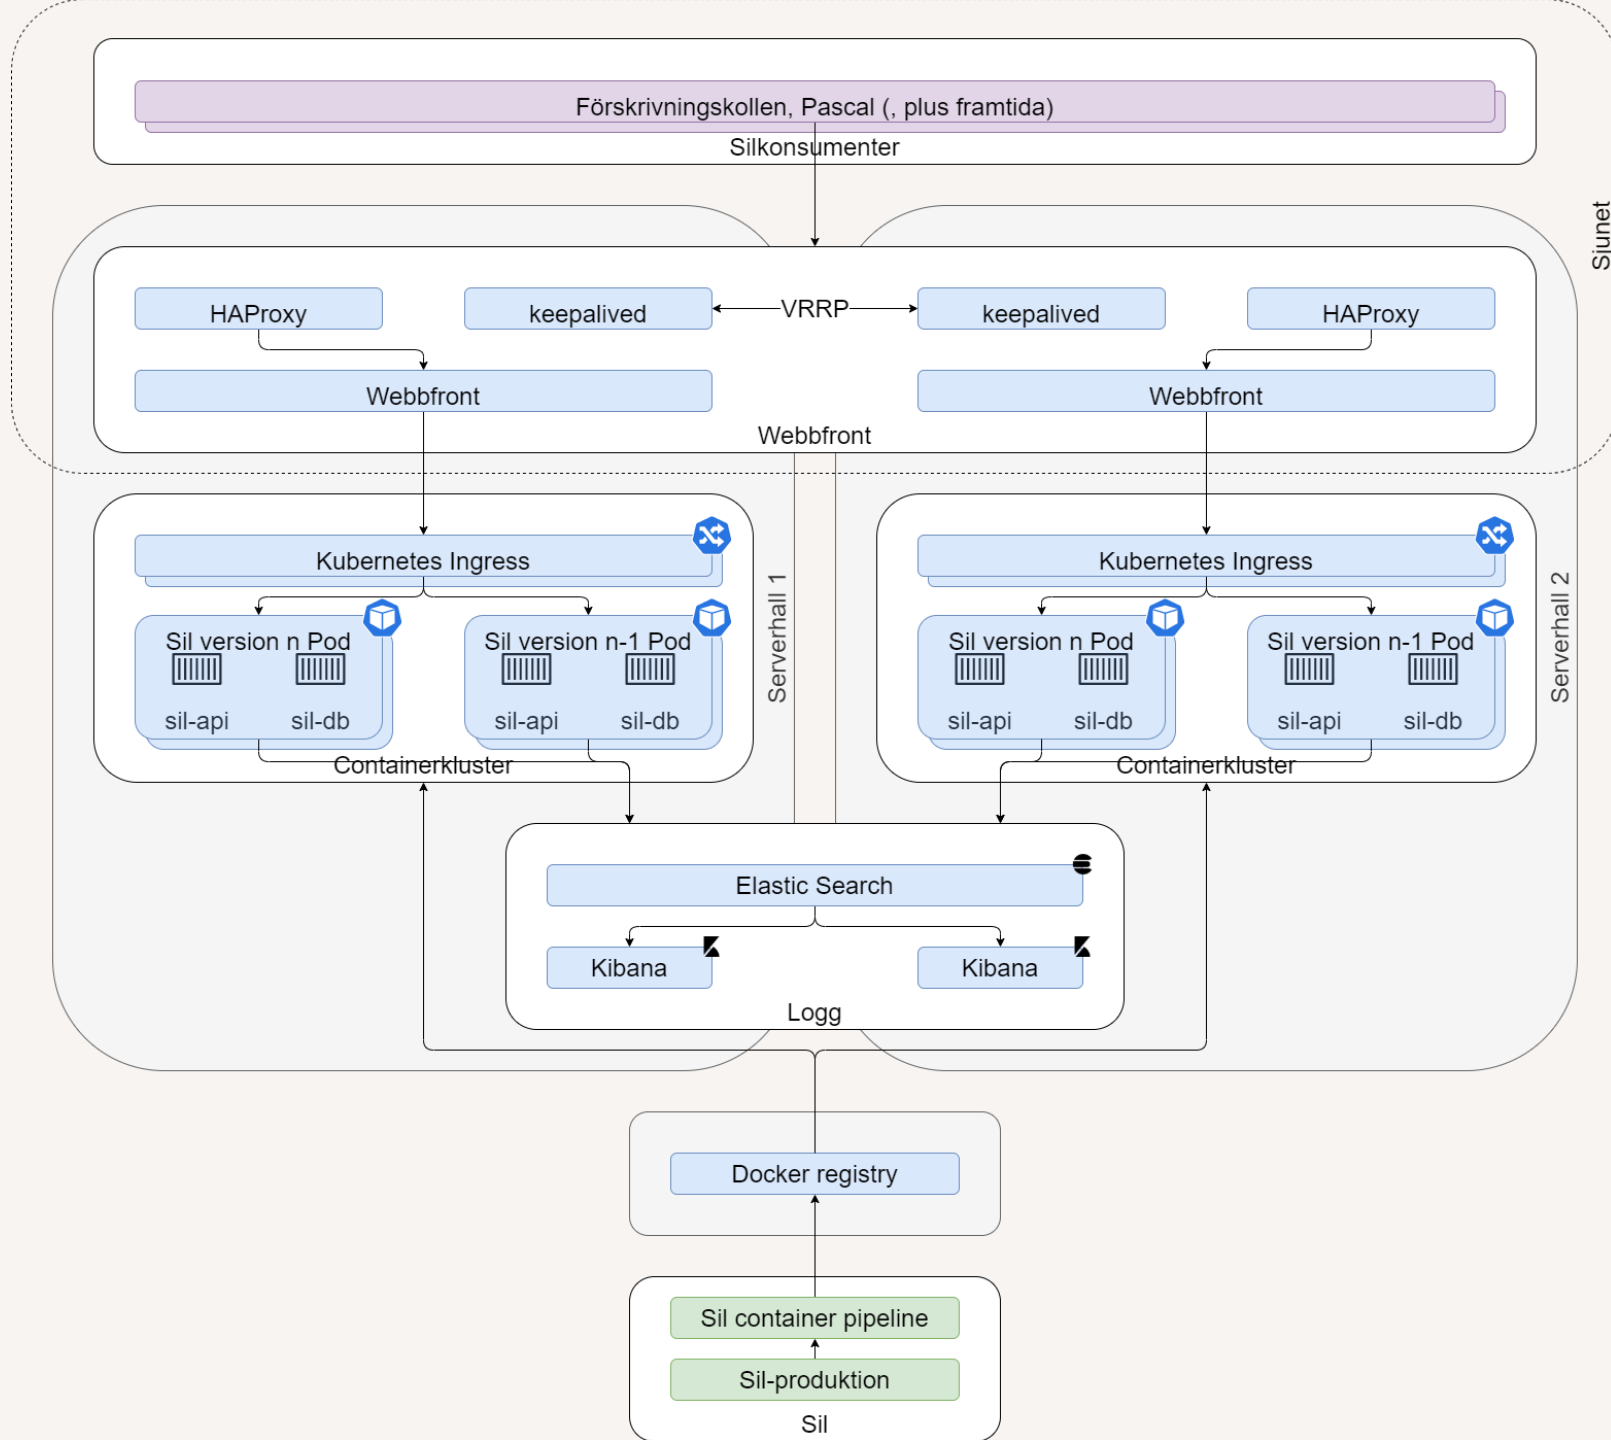 Förskrivningskollen, Pascal (, plus framtida)
Silkonsumenter
Sjunet
HAProxy
keepalived
VRRP
keepalived
HAProxy
Webbfront
Webbfront
Webbfront
Kubernetes Ingress
Kubernetes Ingress
Sil version n Pod
Sil version n-1 Pod
Sil version n Pod
Sil version n-1 Pod
sil-api
sil-db
sil-api
sil-db
sil-api
sil-db
sil-api
sil-db
Serverhall 1
Serverhall 2
Containerkluster
Containerkluster
Elastic Search
Kibana
Kibana
Logg
Docker registry
Sil container pipeline
Sil-produktion
Sil